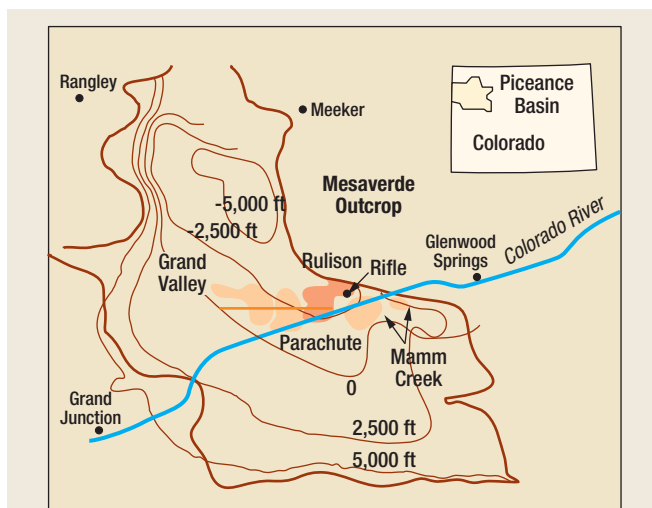 Rangley
Meeker
Piceance
Basin
Colorado
Mesaverde
Outcrop
-5,000 ft
-2,500 ft
Colorado River
Glenwood
Springs
Grand
Valley
Rulison
Rifle
Parachute
Mamm
Creek
0
Grand
Junction
2,500 ft
5,000 ft